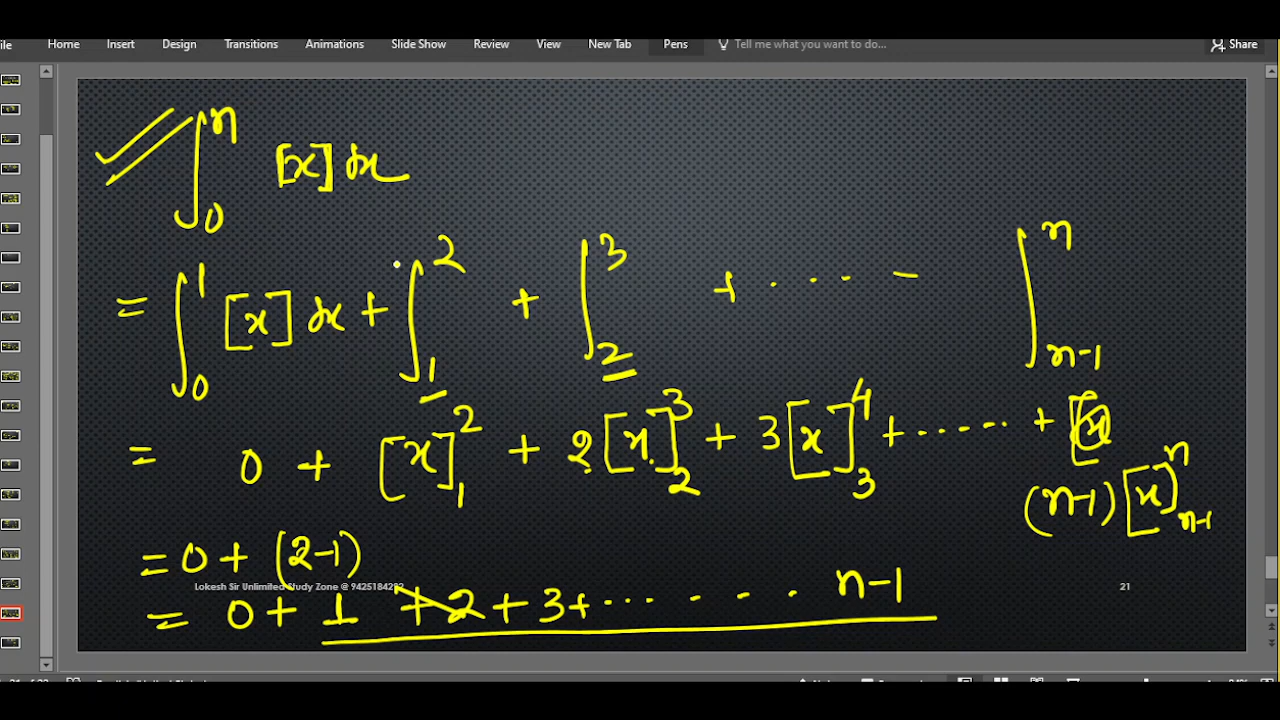 File Home Insert Design Transitions Animations Slide Show Review View New Tab Pens Tell me what you want to do... Share
∫₀ⁿ [x] dx
= ∫₀¹ [x] dx + ∫₁² + ∫₂³ + ..... – ∫ₙ₋₁ⁿ
= 0 + [x]₁² + 2[x]₂³ + 3[x]₃⁴ + ...... +
(n-1) [x]ₙ₋₁ⁿ
= 0 + (2-1)
Lokesh Sir Unlimited Study Zone @ 9425184292
21
= 0 + 1 + 2 + 3 + ........ n-1